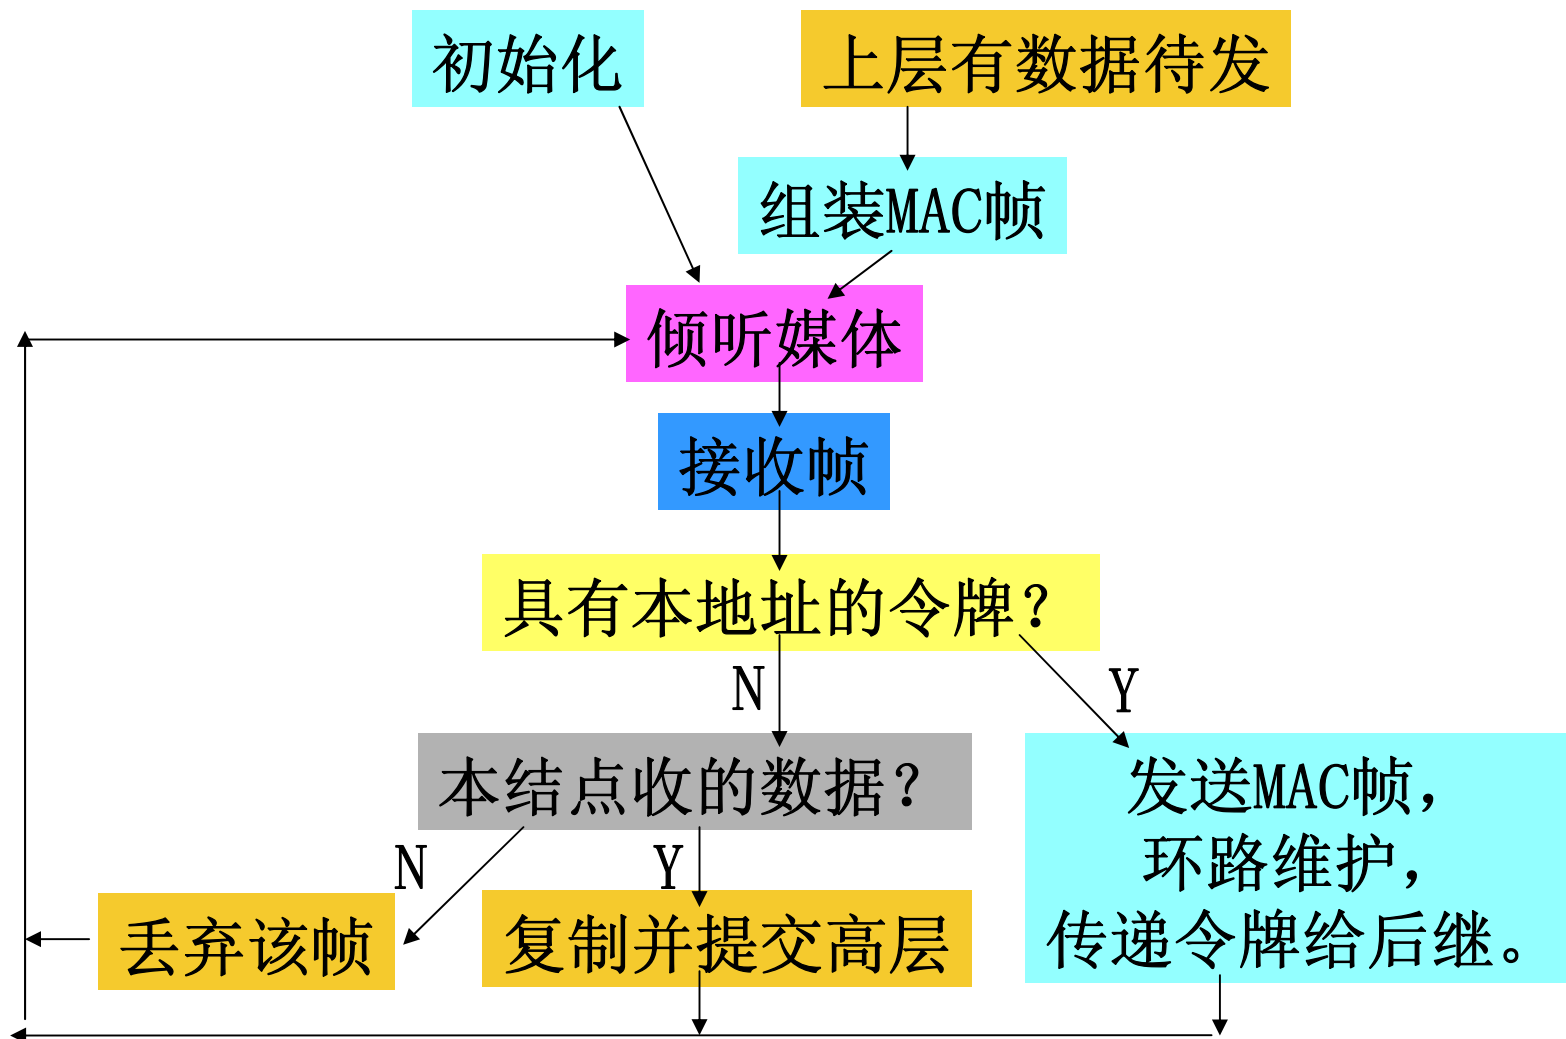 初始化
上层有数据待发
组装MAC帧
倾听媒体
接收帧
具有本地址的令牌?
N
Y
本结点收的数据?
发送MAC帧,
环路维护,
传递令牌给后继。
N
Y
丢弃该帧
复制并提交高层